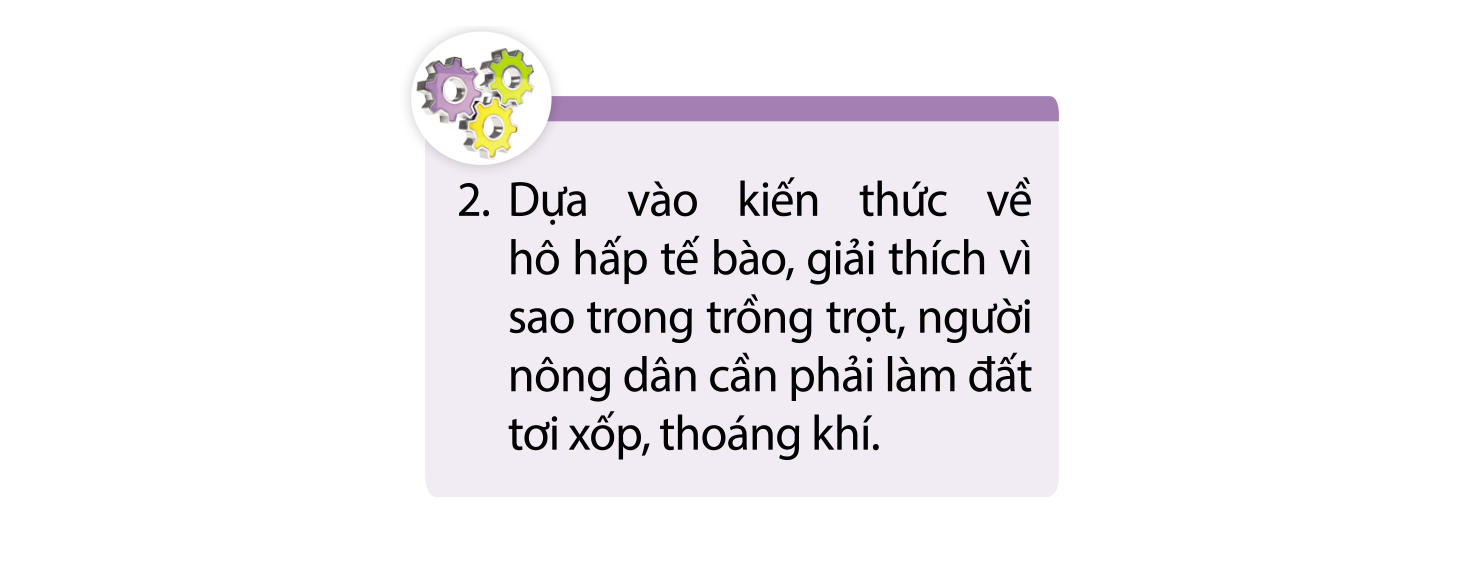 2. Dựa vào kiến thức về
hô hấp tế bào, giải thích vì
sao trong trồng trọt, người
nông dân cần phải làm đất
tơi xốp, thoáng khí.